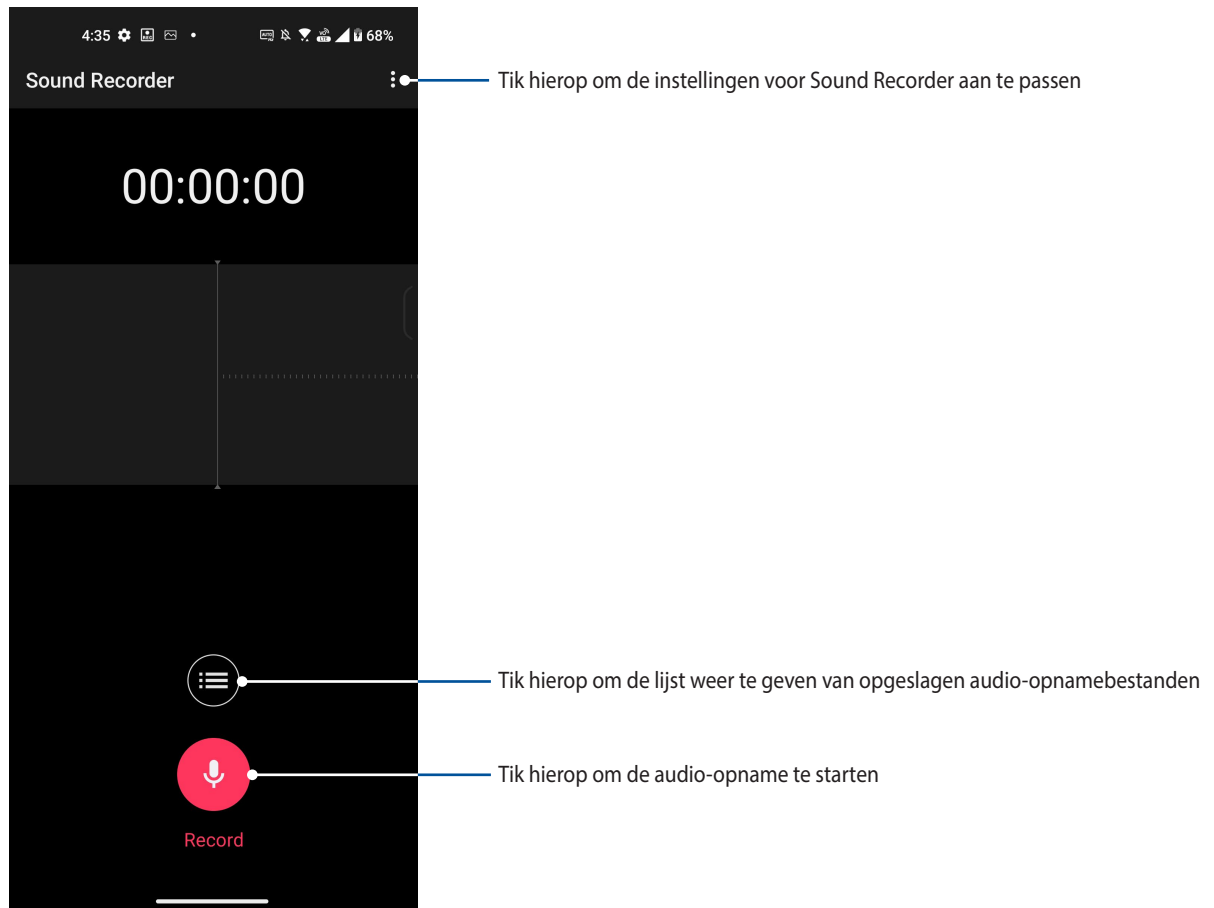 4:35 68%
Sound Recorder
Tik hierop om de instellingen voor Sound Recorder aan te passen
00:00:00
Tik hierop om de lijst weer te geven van opgeslagen audio-opnamebestanden
Tik hierop om de audio-opname te starten
Record